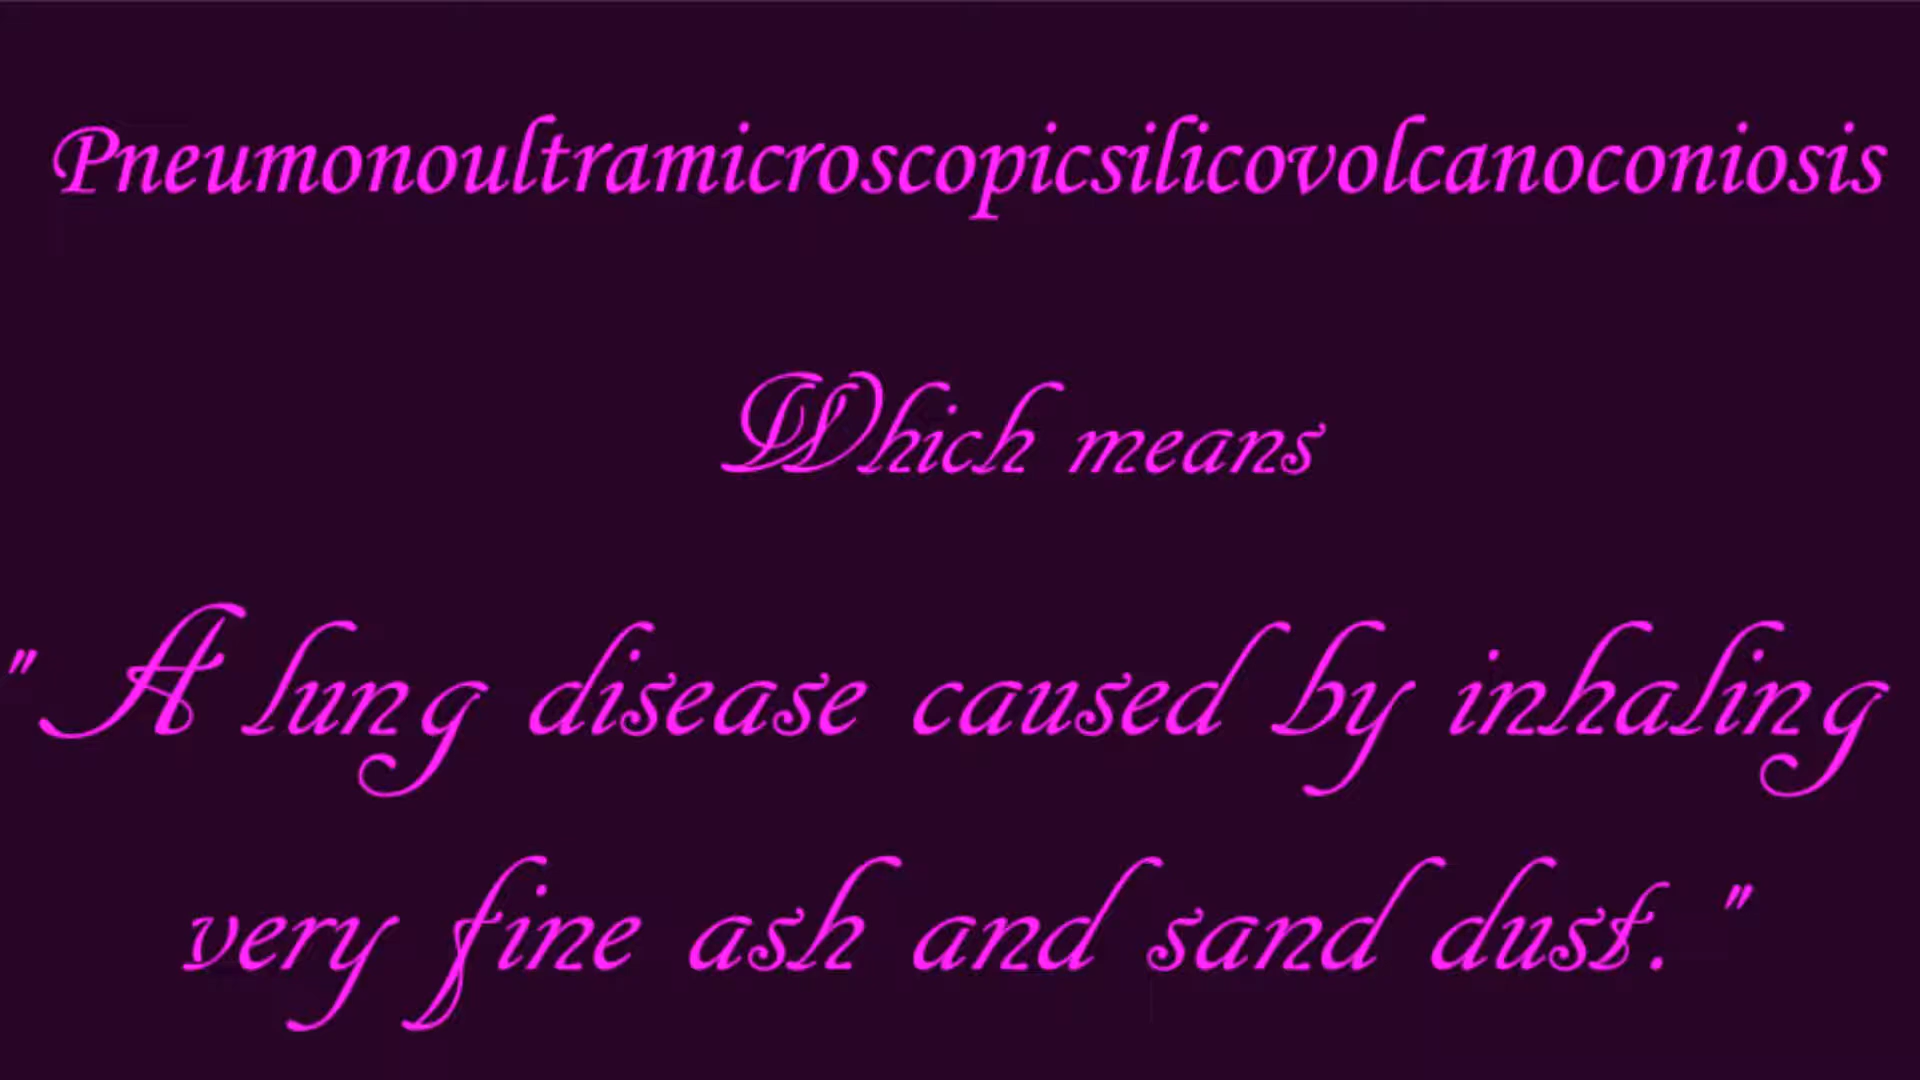 Pneumonoultramicroscopicsilicovolcanoconiosis
Which means
"A lung disease caused by inhaling
very fine ash and sand dust."